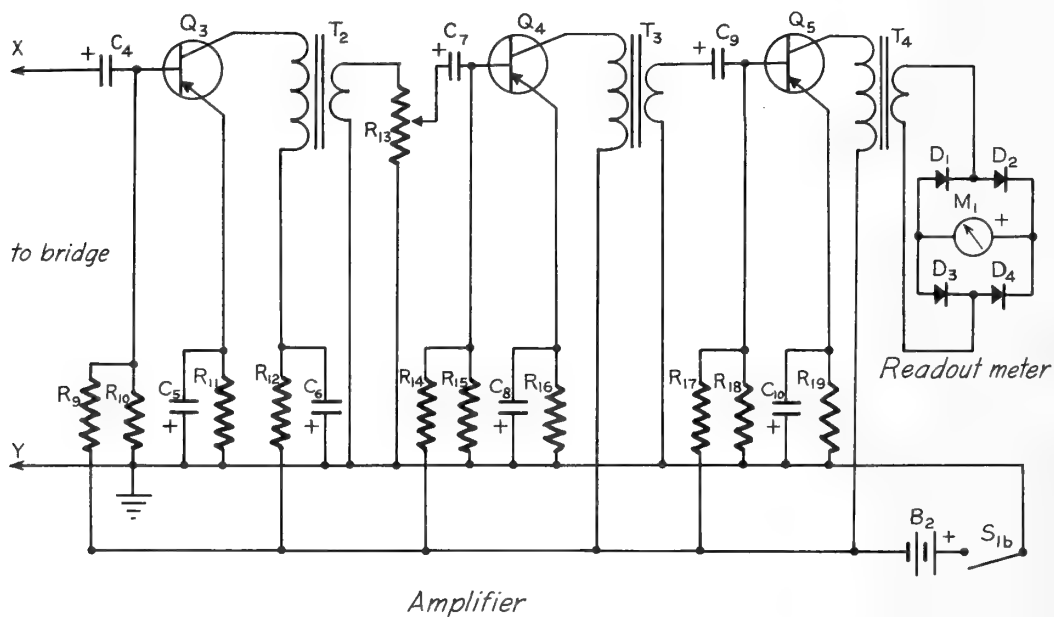 Q3
T2
Q4
T3
Q5
T4
X
+
C4
C7
+
C9
+
R13
D1
D2
M1
+
to bridge
D3
D4
R9
R10
C5
+
R11
R12
C6
+
R14
R15
C8
+
R16
R17
R18
C10
+
R19
Readout meter
Y
B2
+
S1b
Amplifier